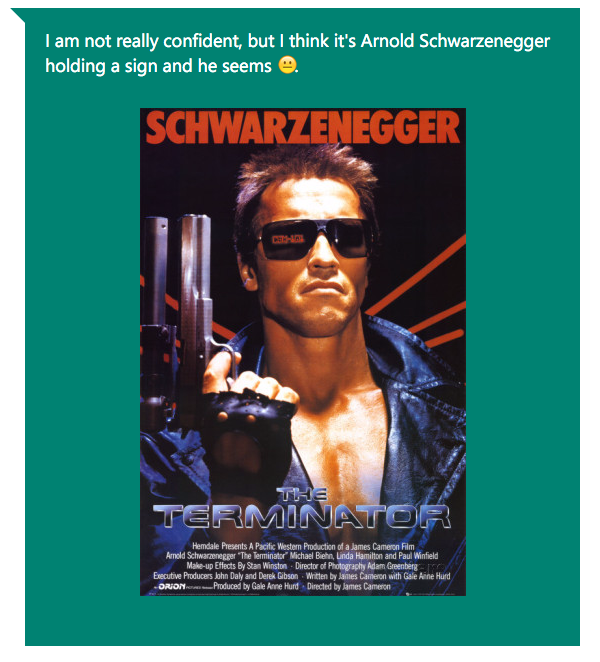 I am not really confident, but I think it's Arnold Schwarzenegger
holding a sign and he seems 😐.
SCHWARZENEGGER
THE
TERMINATOR
Hemdale Presents A Pacific Western Production of a James Cameron Film
Arnold Schwarzenegger "The Terminator" Michael Biehn, Linda Hamilton and Paul Winfield
Make-up Effects By Stan Winston · Director of Photography Adam Greenberg
Executive Producers John Daly and Derek Gibson · Written by James Cameron with Gale Anne Hurd
ORION PICTURES Release Produced by Gale Anne Hurd · Directed by James Cameron